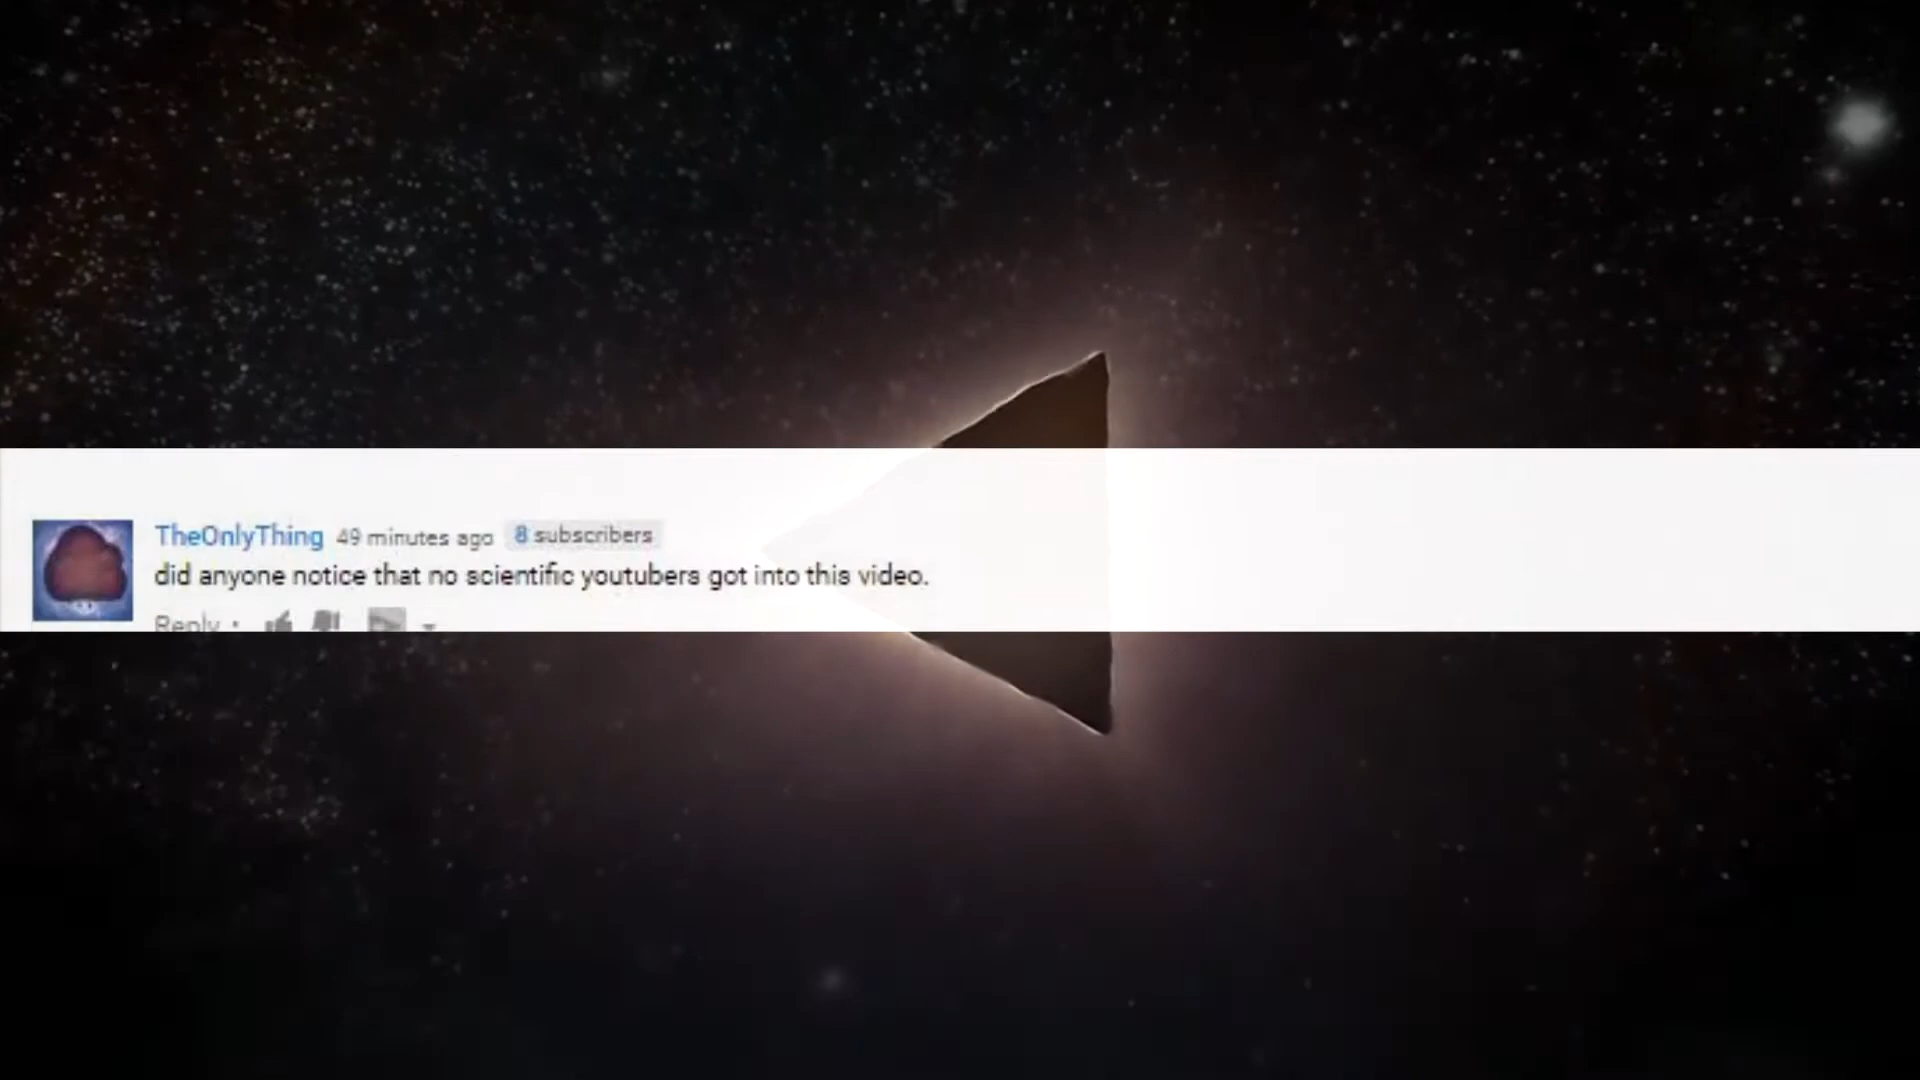 TheOnlyThing 49 minutes ago 8 subscribers
did anyone notice that no scientific youtubers got into this video.
Reply •